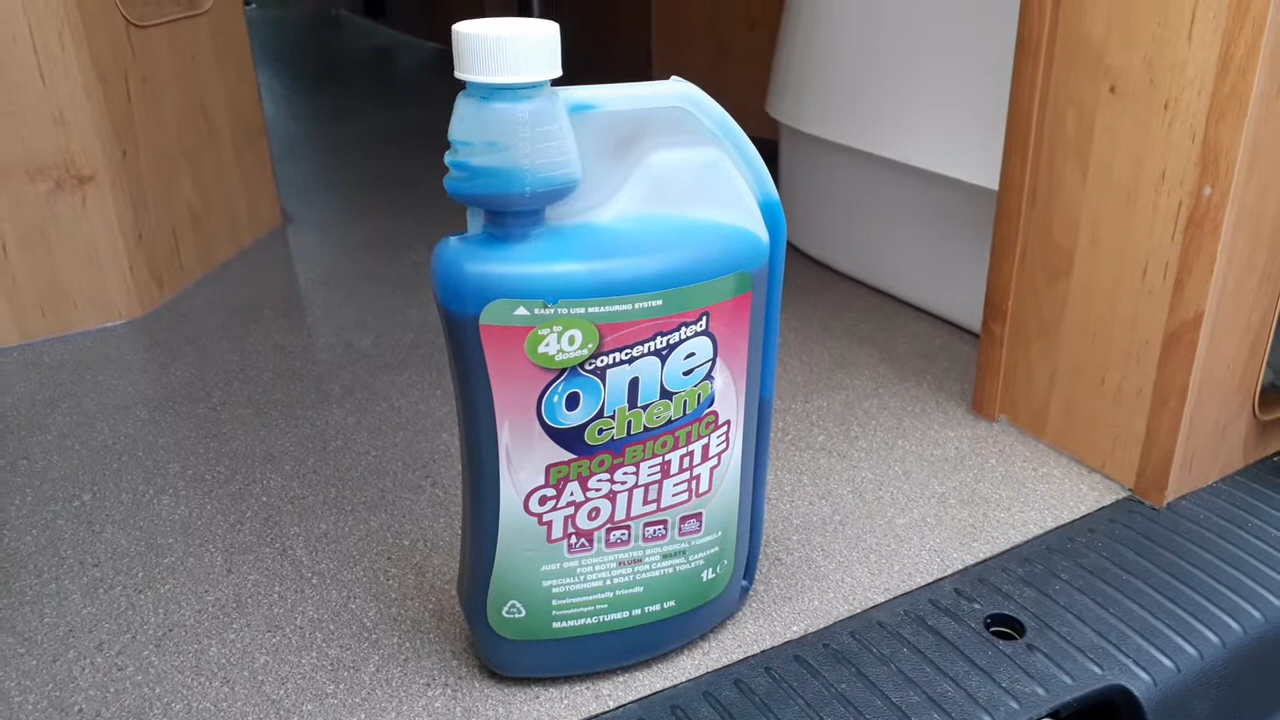 EASY TO USE MEASURING SYSTEM
up to
40
doses*
concentrated
one
chem
PRO-BIOTIC
CASSETTE
TOILET
JUST ONE CONCENTRATED BIOLOGICAL FORMULA
FOR BOTH FLUSH AND WASTE
SPECIALLY DEVELOPED FOR CAMPING, CARAVAN,
MOTORHOME & BOAT CASSETTE TOILETS.
Environmentally friendly
1L℮
Formaldehyde free
MANUFACTURED IN THE UK